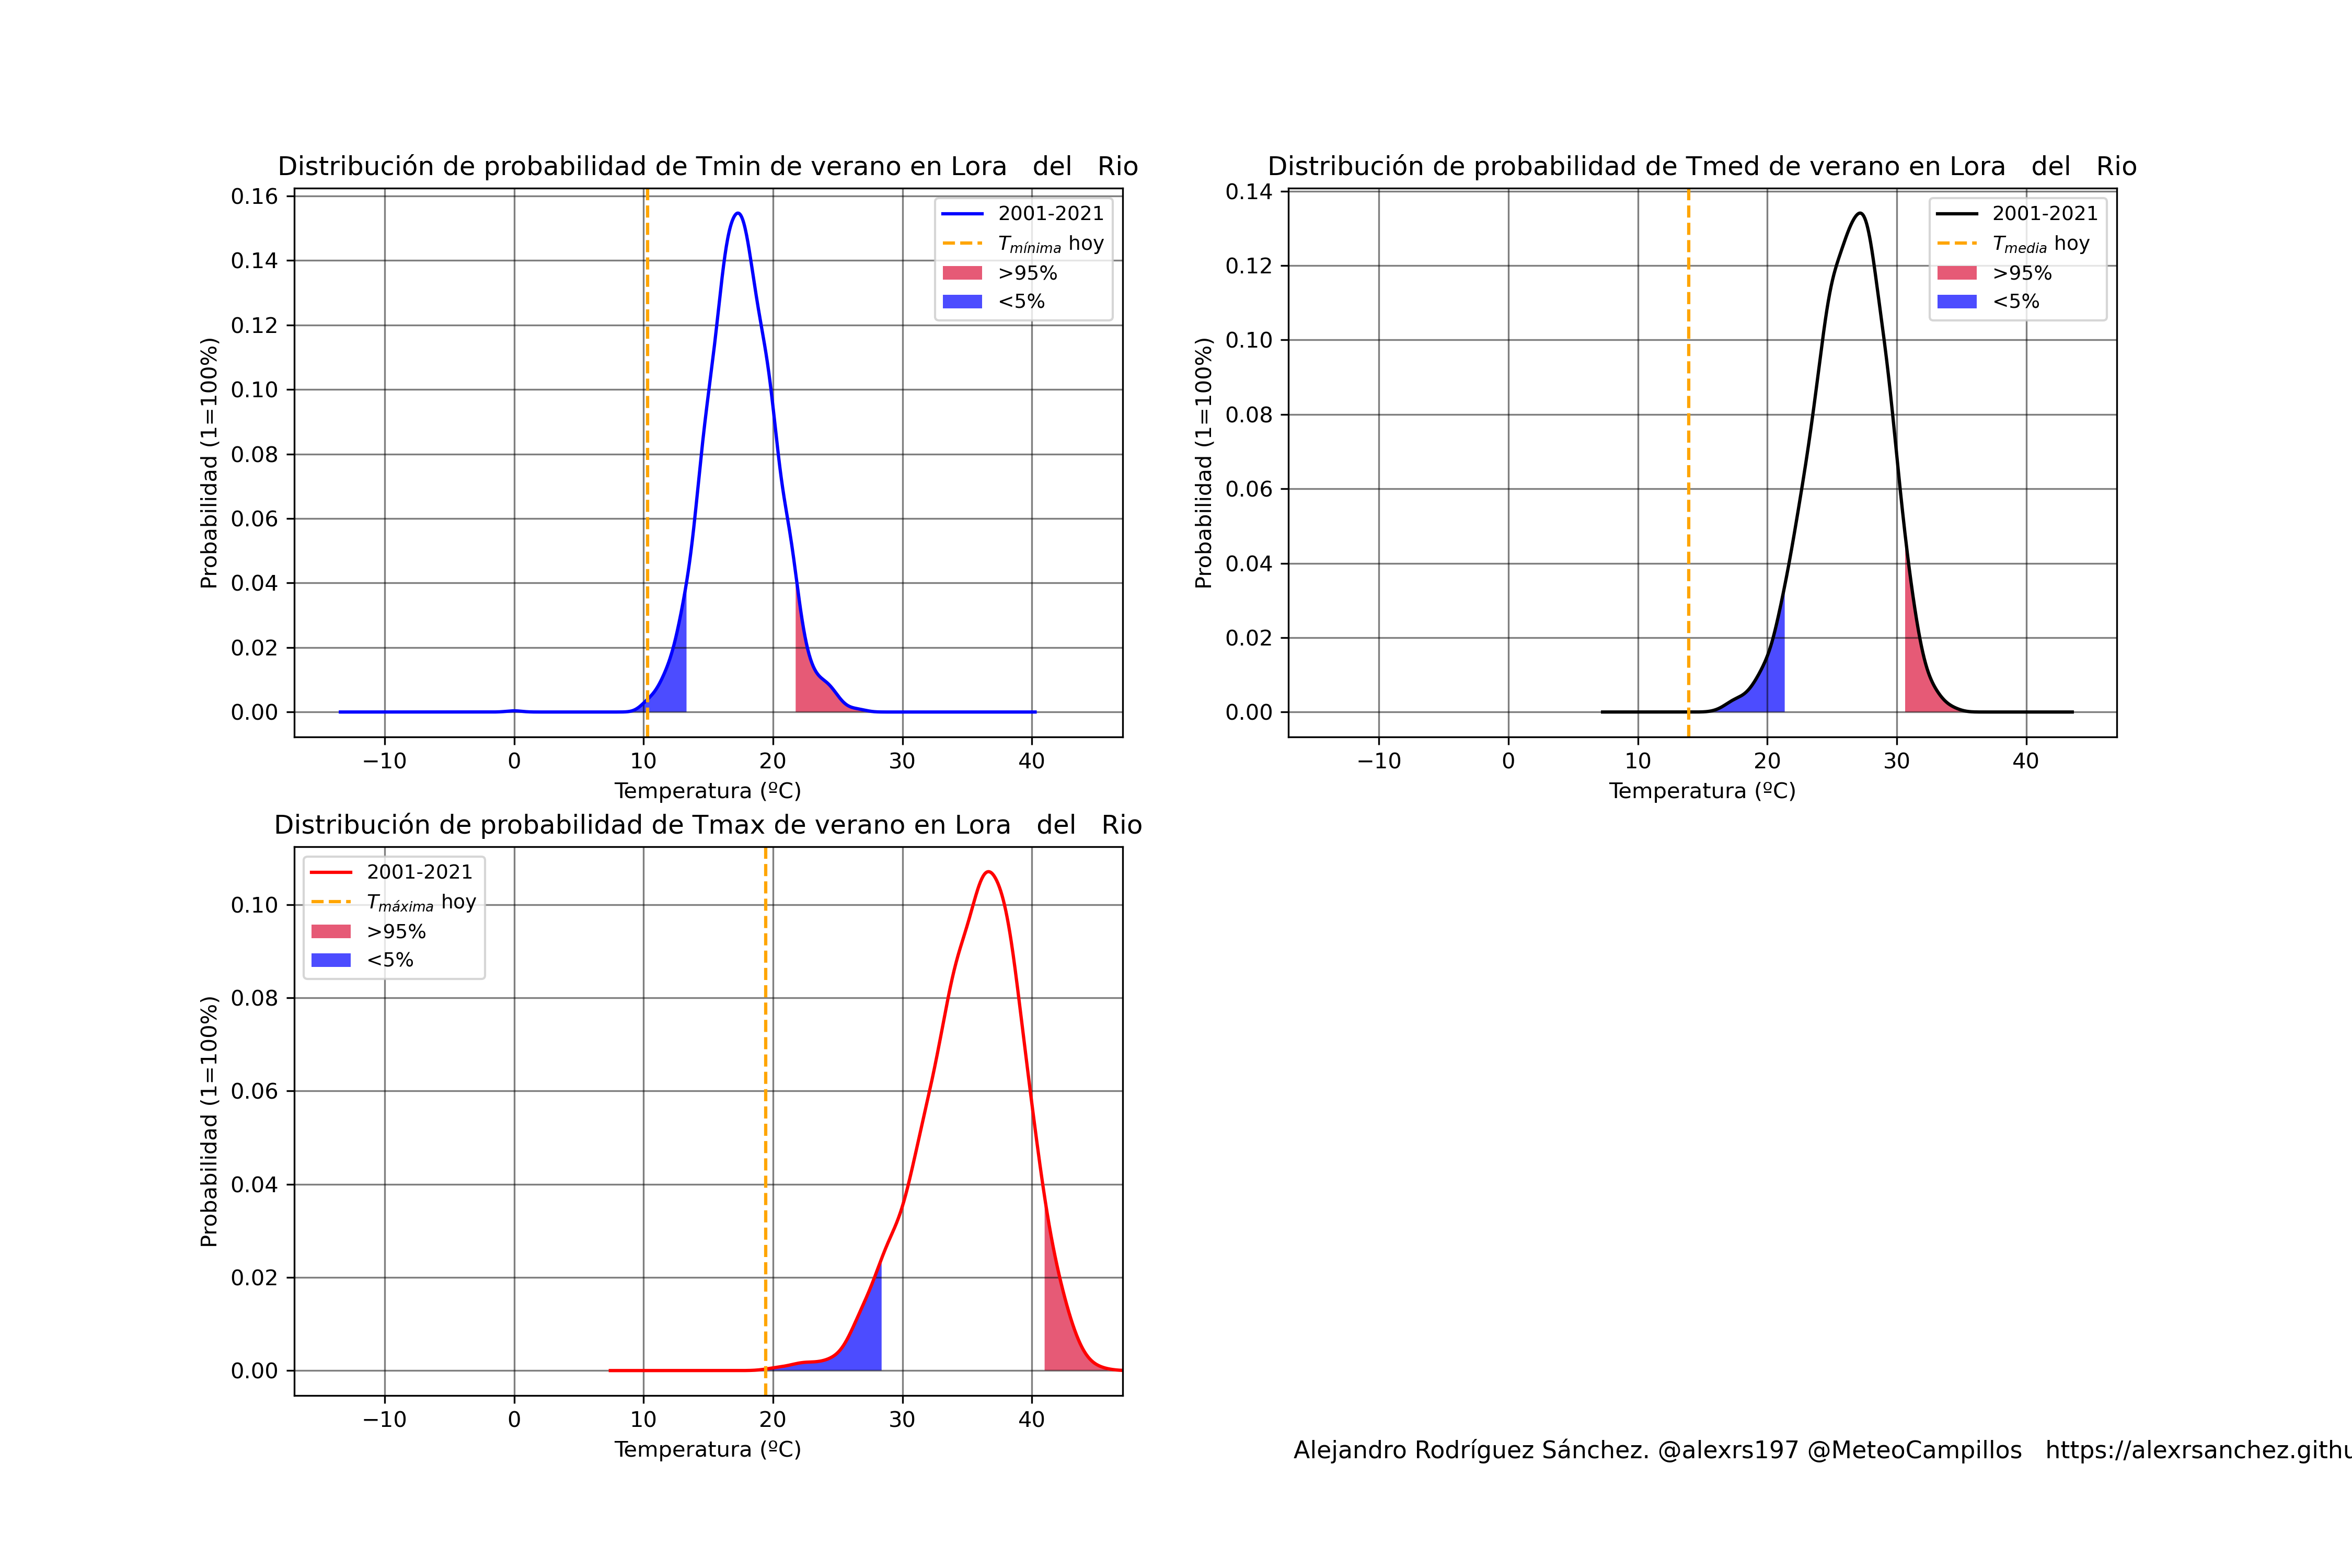 Distribución de probabilidad de Tmin de verano en Lora   del   Rio
0.16
0.14
0.12
0.10
0.08
0.06
0.04
0.02
0.00
Probabilidad (1=100%)
2001-2021
Tmínima hoy
>95%
<5%
−10 0 10 20 30 40
Temperatura (ºC)
Distribución de probabilidad de Tmed de verano en Lora   del   Rio
0.14
0.12
0.10
0.08
0.06
0.04
0.02
0.00
Probabilidad (1=100%)
2001-2021
Tmedia hoy
>95%
<5%
−10 0 10 20 30 40
Temperatura (ºC)
Distribución de probabilidad de Tmax de verano en Lora   del   Rio
0.10
0.08
0.06
0.04
0.02
0.00
Probabilidad (1=100%)
2001-2021
Tmáxima hoy
>95%
<5%
−10 0 10 20 30 40
Temperatura (ºC)
Alejandro Rodríguez Sánchez. @alexrs197 @MeteoCampillos   https://alexrsanchez.githu